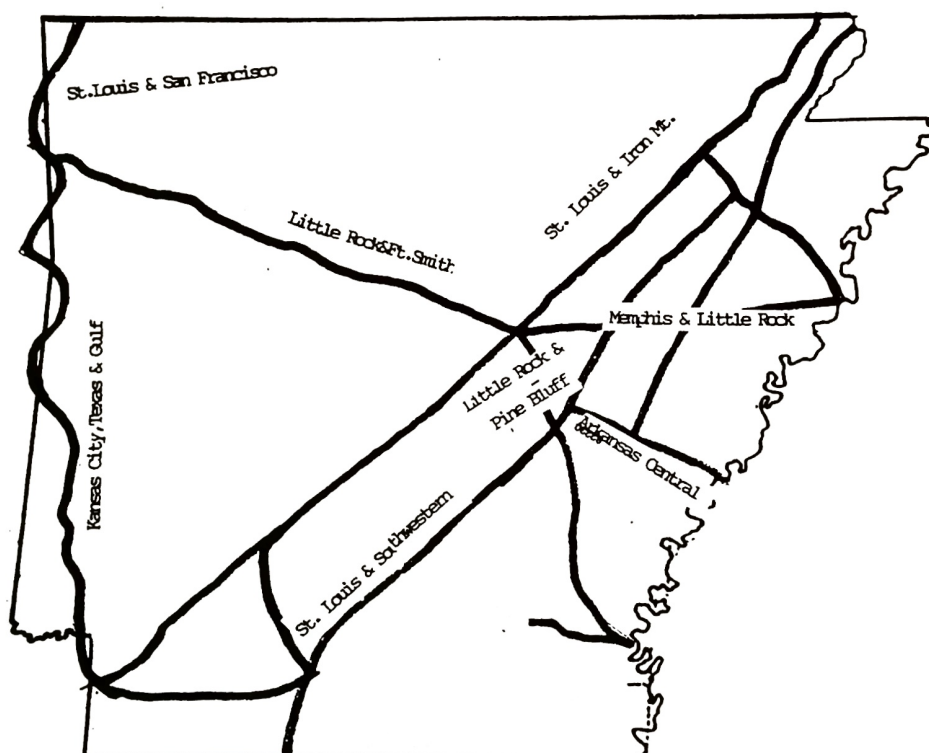 St.Louis & San Francisco
St. Louis & Iron Mt.
Little Rock&Ft.Smith
Memphis & Little Rock
Kansas City,Texas & Gulf
Little Rock &
Pine Bluff
Arkansas Central
St. Louis & Southwestern